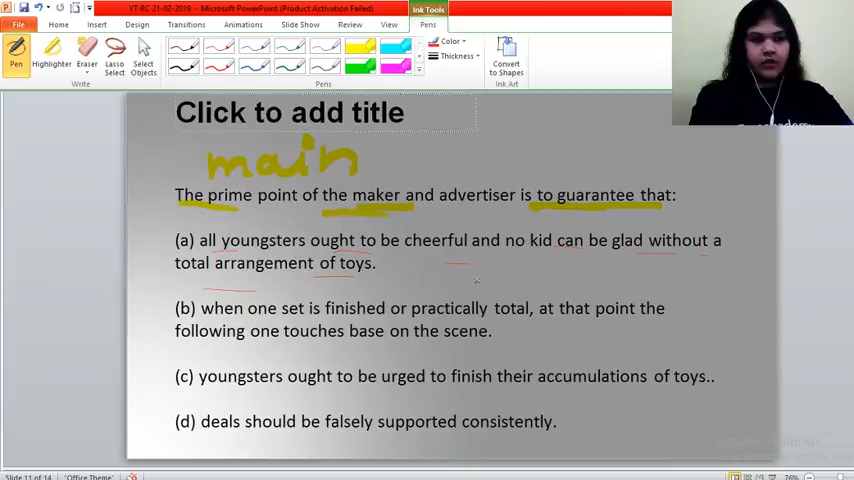 YT RC 21-02-2019 - Microsoft PowerPoint (Product Activation Failed)
Ink Tools
File Home Insert Design Transitions Animations Slide Show Review View Pens
Pen
Highlighter
Eraser
Lasso Select
Select Objects
Color
Thickness
Convert to Shapes
Write
Pens
Ink Art
Click to add title
main
The prime point of the maker and advertiser is to guarantee that:
(a) all youngsters ought to be cheerful and no kid can be glad without a
total arrangement of toys.
(b) when one set is finished or practically total, at that point the
following one touches base on the scene.
(c) youngsters ought to be urged to finish their accumulations of toys..
(d) deals should be falsely supported consistently.
Slide 11 of 14
"Office Theme"
76%